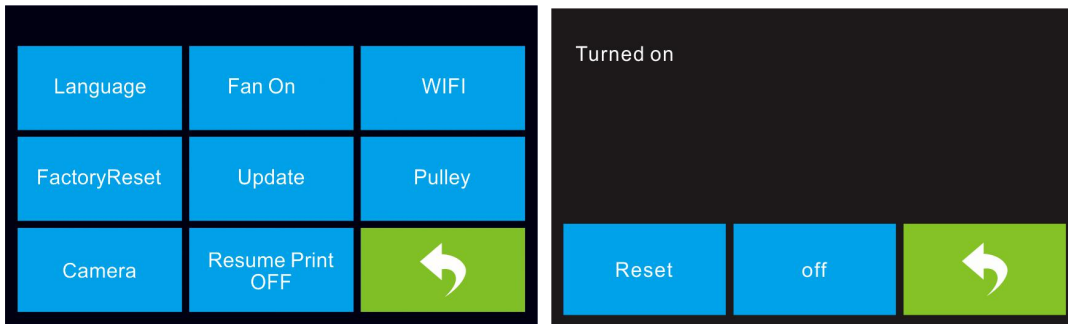 Language
Fan On
WIFI
FactoryReset
Update
Pulley
Camera
Resume Print
OFF
Turned on
Reset
off